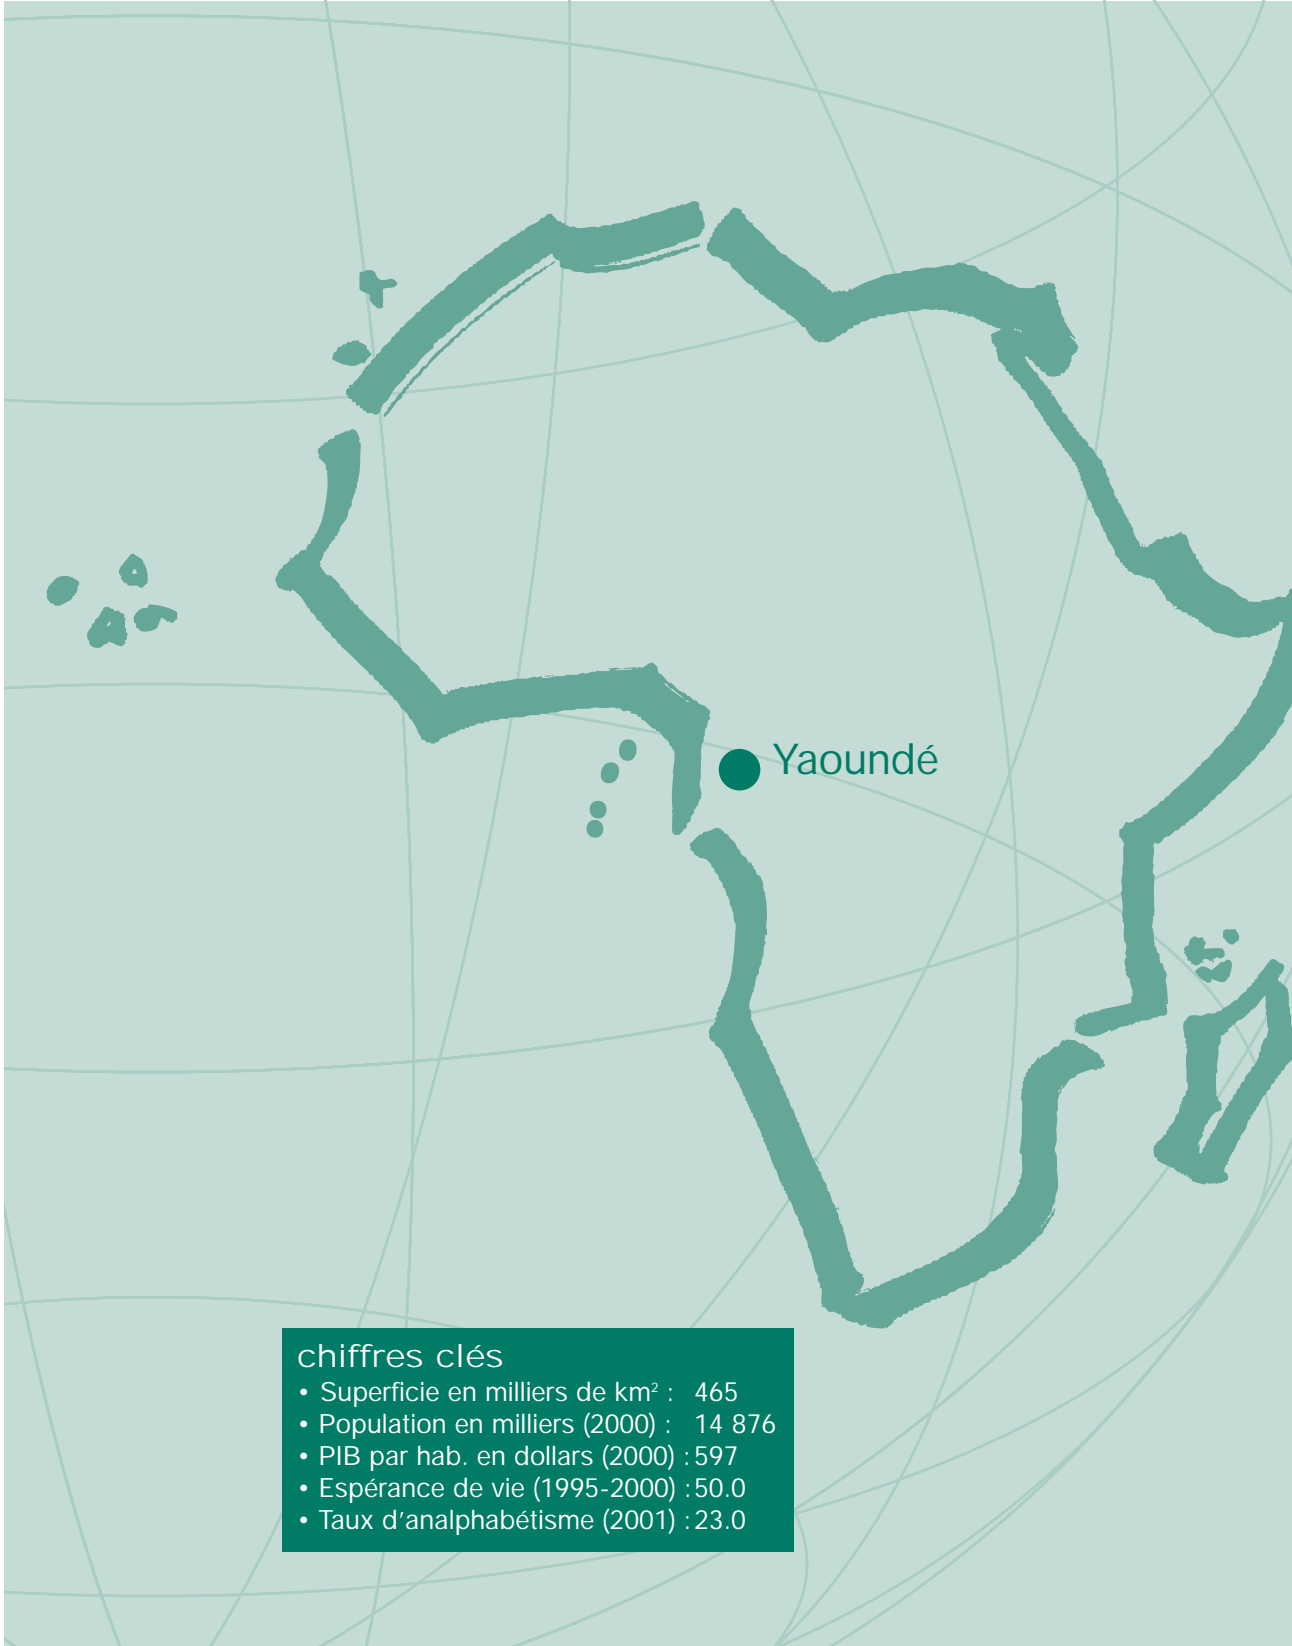 Yaoundé
chiffres clés
• Superficie en milliers de km² : 465
• Population en milliers (2000) : 14 876
• PIB par hab. en dollars (2000) : 597
• Espérance de vie (1995-2000) : 50.0
• Taux d'analphabétisme (2001) : 23.0